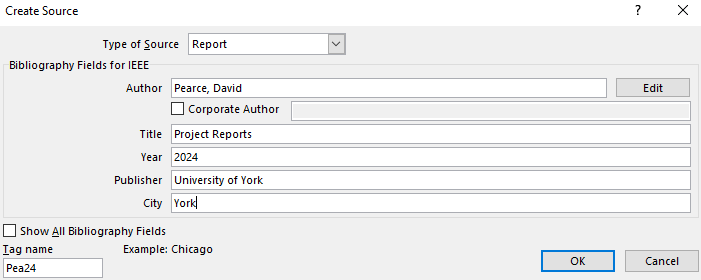 Create Source
? ×
Type of Source Report
Bibliography Fields for IEEE
Author Pearce, David Edit
Corporate Author
Title Project Reports
Year 2024
Publisher University of York
City York
Show All Bibliography Fields
Tag name Example: Chicago
Pea24
OK Cancel